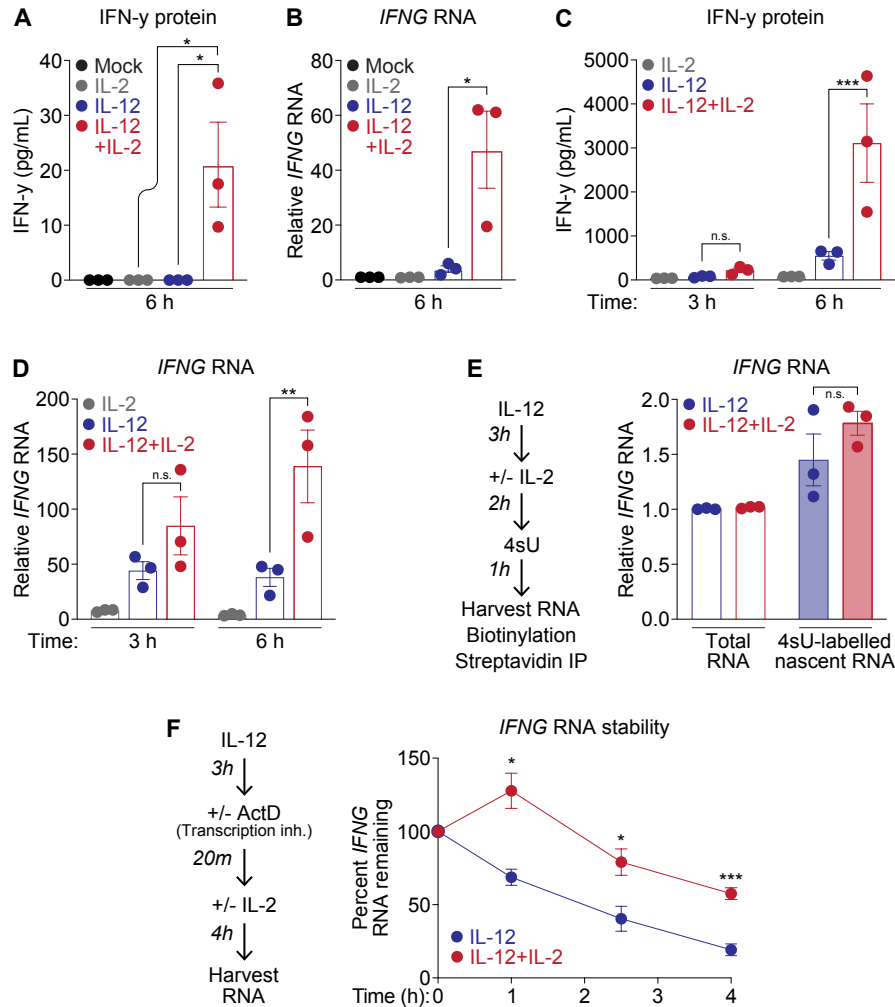 A
IFN-y protein
Mock
IL-2
IL-12
IL-12
+IL-2
*
*
IFN-y (pg/mL)
40
30
20
10
0
6 h
B
IFNG RNA
Mock
IL-2
IL-12
IL-12
+IL-2
*
Relative IFNG RNA
80
60
40
20
0
6 h
C
IFN-y protein
IL-2
IL-12
IL-12+IL-2
n.s.
***
IFN-y (pg/mL)
5000
4000
3000
2000
1000
0
Time:
3 h
6 h
D
IFNG RNA
IL-2
IL-12
IL-12+IL-2
n.s.
**
Relative IFNG RNA
200
150
100
50
0
Time:
3 h
6 h
E
IL-12
3h
+/- IL-2
2h
4sU
1h
Harvest RNA
Biotinylation
Streptavidin IP
IFNG RNA
IL-12
IL-12+IL-2
n.s.
Relative IFNG RNA
2.0
1.5
1.0
0.5
0.0
Total
RNA
4sU-labelled
nascent RNA
F
IL-12
3h
+/- ActD
(Transcription inh.)
20m
+/- IL-2
4h
Harvest
RNA
IFNG RNA stability
Percent IFNG
RNA remaining
150
100
50
0
*
*
***
IL-12
IL-12+IL-2
Time (h):
0
1
2
3
4